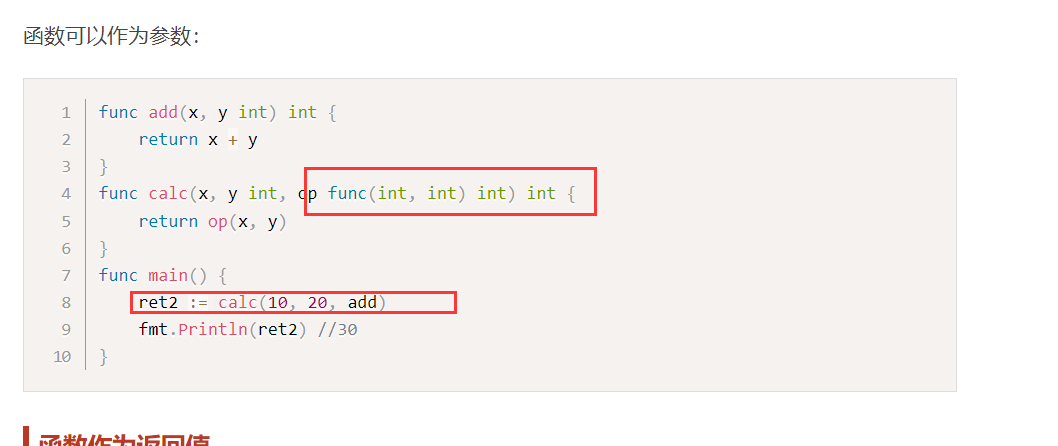 函数可以作为参数：
1 func add(x, y int) int {
2     return x + y
3 }
4 func calc(x, y int, op func(int, int) int) int {
5     return op(x, y)
6 }
7 func main() {
8     ret2 := calc(10, 20, add)
9     fmt.Println(ret2) //30
10 }
函数作为返回值